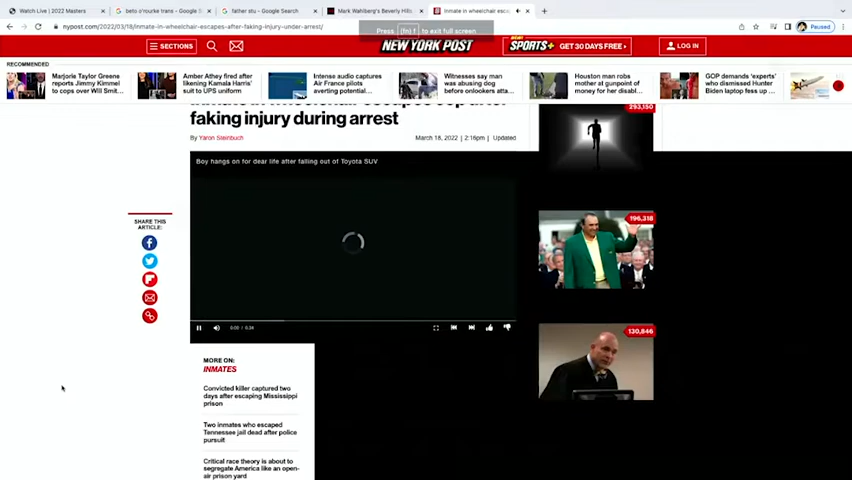 Watch Live | 2022 Masters
beto o'rourke trans - Google S
father stu - Google Search
Mark Wahlberg's Beverly Hills
Inmate in wheelchair esc
nypost.com/2022/03/18/inmate-in-wheelchair-escapes-after-faking-injury-under-arrest/
Paused
Press fn f to exit full screen
SECTIONS
NEW YORK POST
SPORTS+
GET 30 DAYS FREE
LOG IN
RECOMMENDED
Marjorie Taylor Greene
reports Jimmy Kimmel
to cops over Will Smit...
Amber Athey fired after
likening Kamala Harris'
suit to UPS uniform
Intense audio captures
Air France pilots
averting potential...
Witnesses say man
was abusing dog
before onlookers atta...
Houston man robs
mother at gunpoint of
money for her disabl...
GOP demands 'experts'
who dismissed Hunter
Biden laptop fess up ...
faking injury during arrest
By Yaron Steinbuch
March 18, 2022 | 2:16pm | Updated
293,150
Boy hangs on for dear life after falling out of Toyota SUV
SHARE THIS
ARTICLE:
196,318
0:00 / 0:34
130,846
MORE ON:
INMATES
Convicted killer captured two
days after escaping Mississippi
prison
Two inmates who escaped
Tennessee jail dead after police
pursuit
Critical race theory is about to
segregate America like an open-
air prison yard